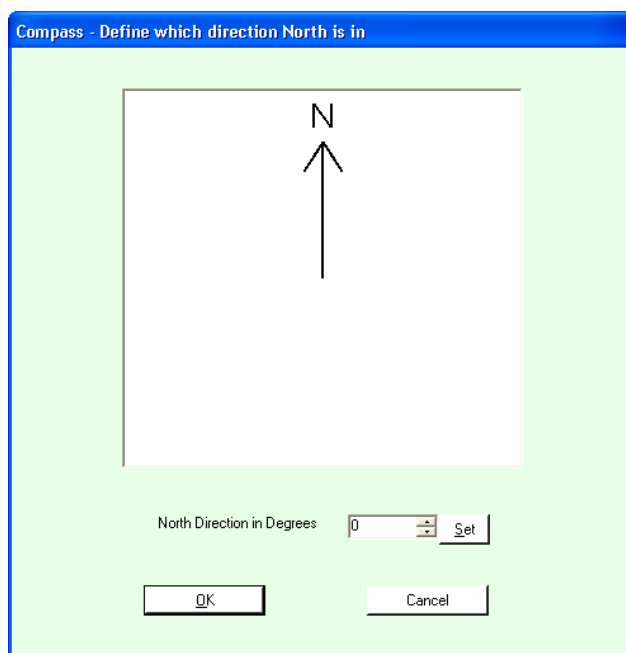 Compass - Define which direction North is in
N
North Direction in Degrees 0 Set
OK Cancel